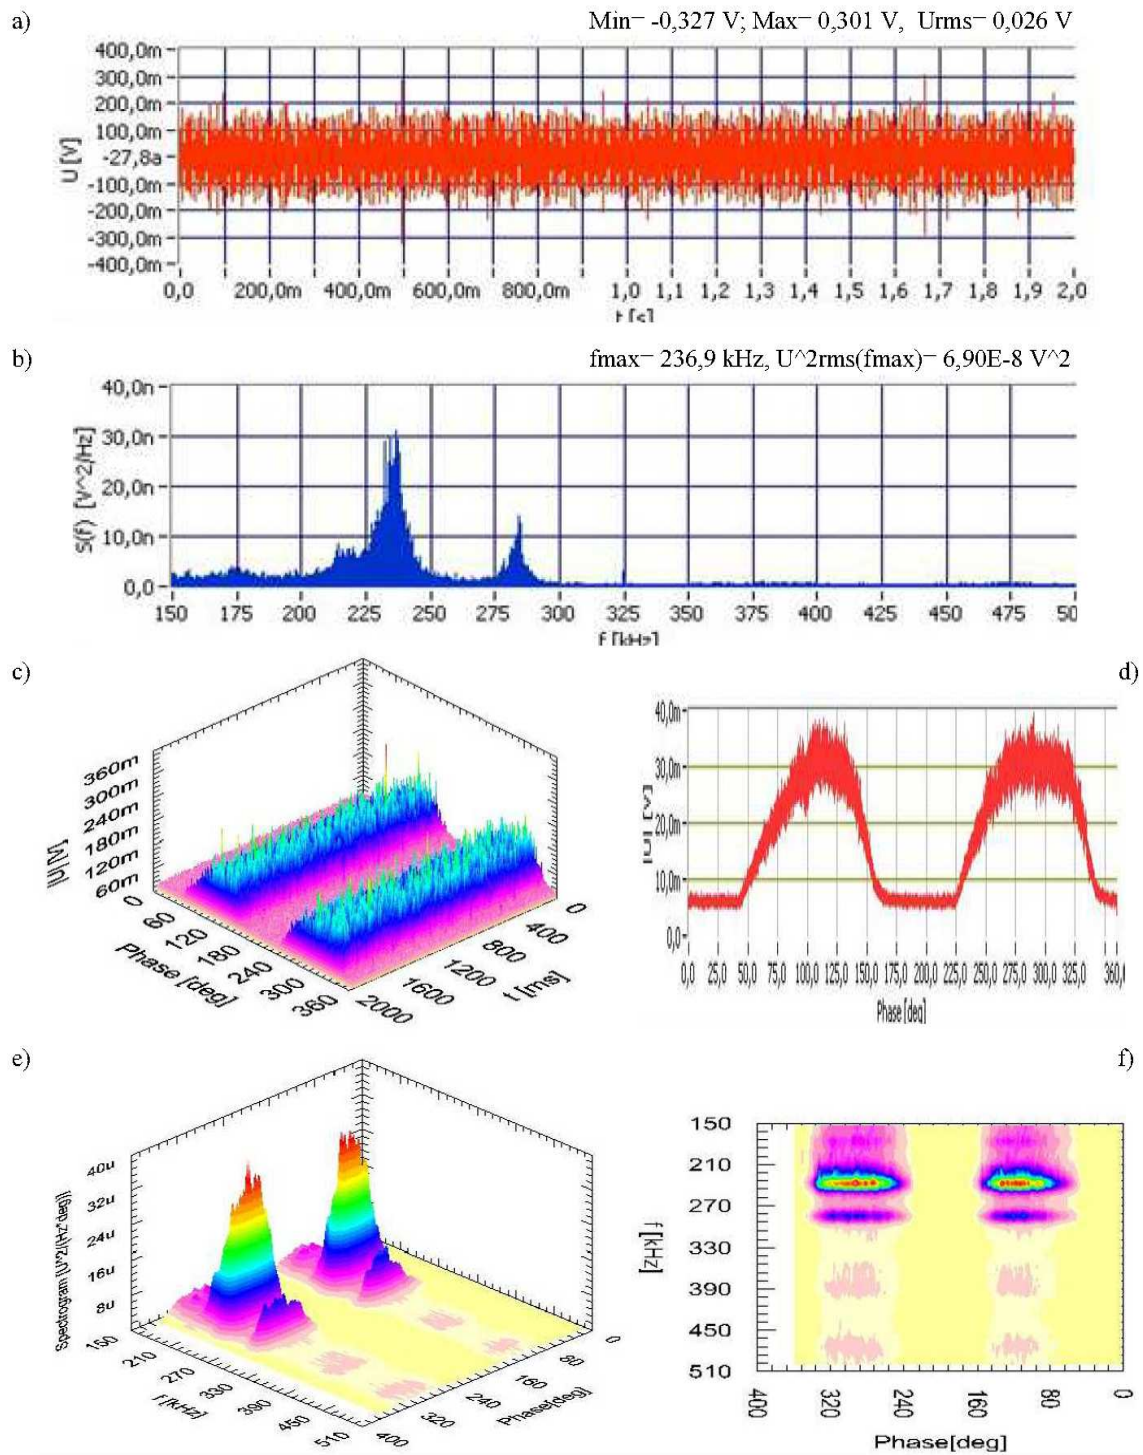 a)
Min= -0,327 V; Max= 0,301 V, Urms= 0,026 V
400,0m
300,0m
200,0m
100,0m
-27,8a
-100,0m
-200,0m
-300,0m
-400,0m
U [V]
0,0 200,0m 400,0m 600,0m 800,0m 1,0 1,1 1,2 1,3 1,4 1,5 1,6 1,7 1,8 1,9 2,0
t [s]
b)
fmax= 236,9 kHz, U^2rms(fmax)= 6,90E-8 V^2
40,0n
30,0n
20,0n
10,0n
0,0
S(f) [V^2/Hz]
150 175 200 225 250 275 300 325 350 375 400 425 450 475 50
f [kHz]
c)
360m
300m
240m
180m
120m
60m
|U| [V]
0 60 120 180 240 300 360
Phase [deg]
2000 1600 1200 800 400 0
t [ms]
d)
40,0m
30,0m
20,0m
10,0m
0,0
|U| [V]
0,0 25,0 50,0 75,0 100,0 125,0 150,0 175,0 200,0 225,0 250,0 275,0 300,0 325,0 360,
Phase [deg]
e)
40u
32u
24u
16u
8u
Spectrogram [U^2/(Hz*deg)]
150 210 270 330 390 450 510
f [kHz]
400 320 240 160 80 0
Phase[deg]
f)
150
210
270
330
390
450
510
f [kHz]
400 320 240 160 80 0
Phase[deg]